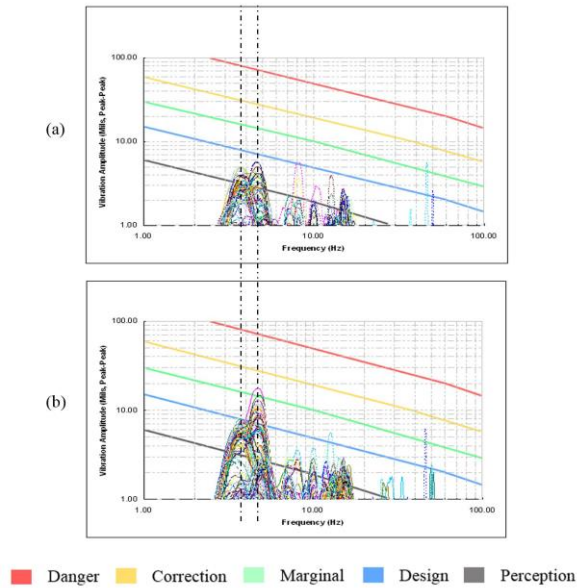 (a)
Vibration Amplitude (Mils, Peak-Peak)
100.00
10.00
1.00
1.00
10.00
100.00
Frequency (Hz)
(b)
Vibration Amplitude (Mils, Peak-Peak)
100.00
10.00
1.00
1.00
10.00
100.00
Frequency (Hz)
Danger Correction Marginal Design Perception